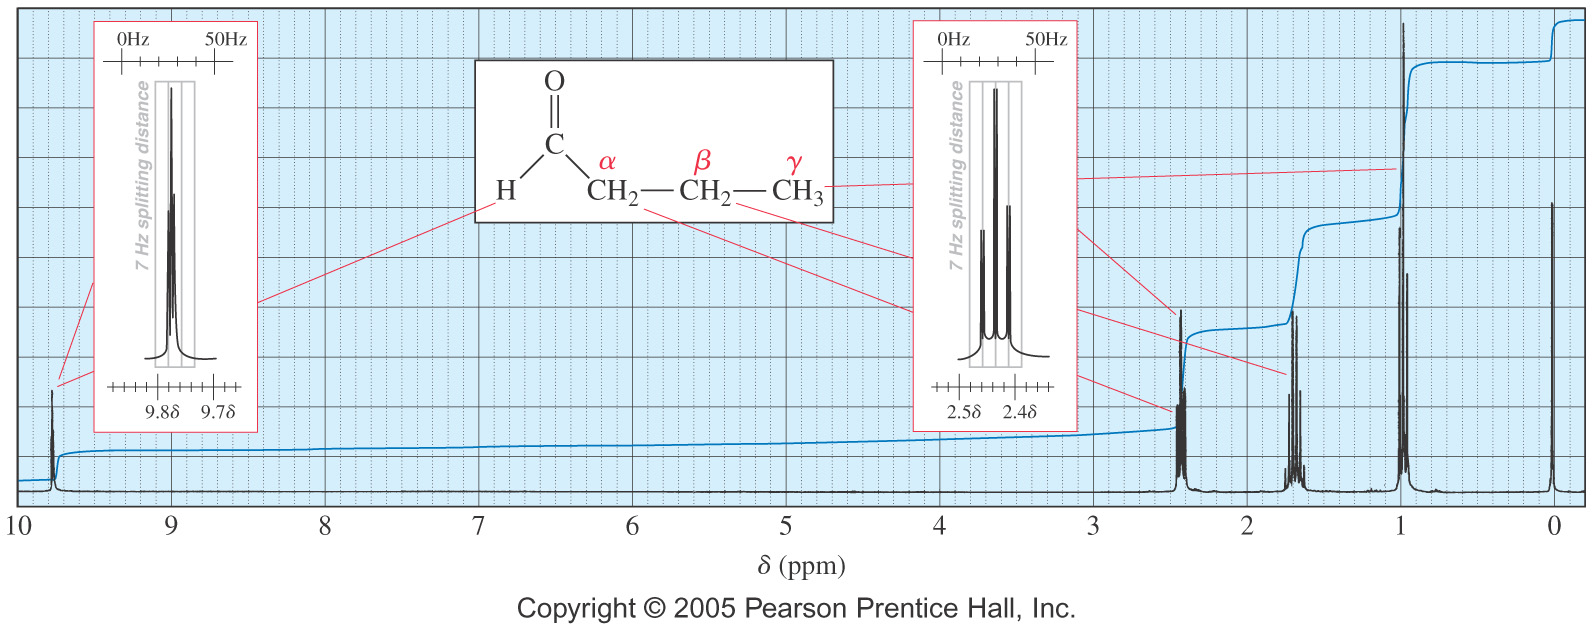 0Hz 50Hz
7 Hz splitting distance
9.8δ 9.7δ
O
C
H
α β γ
CH2—CH2—CH3
0Hz 50Hz
7 Hz splitting distance
2.5δ 2.4δ
10 9 8 7 6 5 4 3 2 1 0
δ (ppm)
Copyright © 2005 Pearson Prentice Hall, Inc.